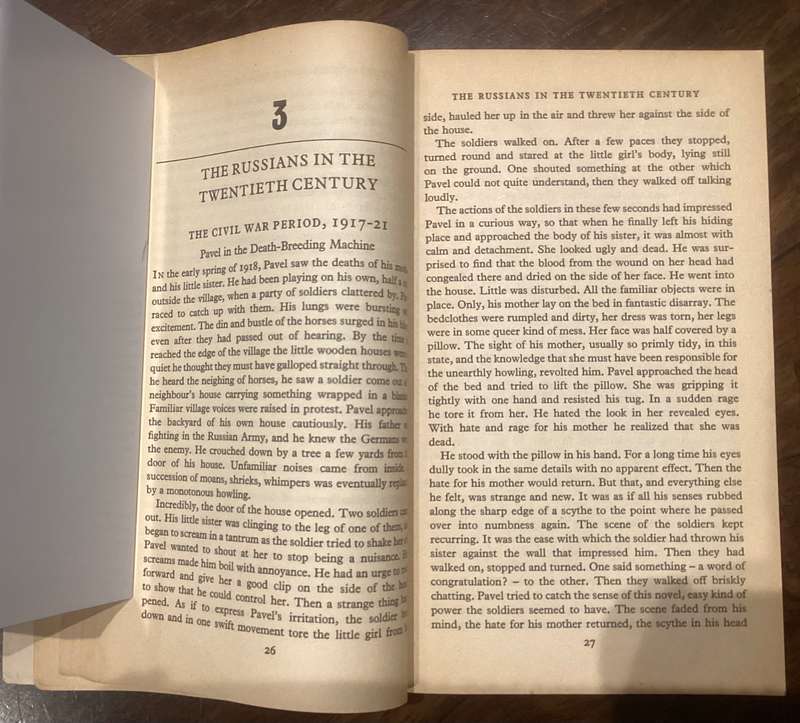 3
THE RUSSIANS IN THE
TWENTIETH CENTURY
THE CIVIL WAR PERIOD, 1917-21
Pavel in the Death-Breeding Machine
IN the early spring of 1918, Pavel saw the deaths of his
and his little sister. He had been playing on his own, half a
outside the village, when a party of soldiers clattered by.
raced to catch up with them. His lungs were bursting
excitement. The din and bustle of the horses surged in his
even after they had passed out of hearing. By the time
reached the edge of the village the little wooden houses were
quiet he thought they must have galloped straight through.
he heard the neighing of horses, he saw a soldier come out
neighbour's house carrying something wrapped in a
Familiar village voices were raised in protest. Pavel
the backyard of his own house cautiously. His father
fighting in the Russian Army, and he knew the Germans
the enemy. He crouched down by a tree a few yards from
door of his house. Unfamiliar noises came from inside.
succession of moans, shrieks, whimpers was eventually
by a monotonous howling.
Incredibly, the door of the house opened. Two soldiers
out. His little sister was clinging to the leg of one of them,
began to scream in a tantrum as the soldier tried to shake her
Pavel wanted to shout at her to stop being a nuisance.
screams made him boil with annoyance. He had an urge to
forward and give her a good clip on the side of the
to show that he could control her. Then a strange thing
pened. As if to express Pavel's irritation, the soldier
down and in one swift movement tore the little girl from
26
THE RUSSIANS IN THE TWENTIETH CENTURY
side, hauled her up in the air and threw her against the side of
the house.
The soldiers walked on. After a few paces they stopped,
turned round and stared at the little girl's body, lying still
on the ground. One shouted something at the other which
Pavel could not quite understand, then they walked off talking
loudly.
The actions of the soldiers in these few seconds had impressed
Pavel in a curious way, so that when he finally left his hiding
place and approached the body of his sister, it was almost with
calm and detachment. She looked ugly and dead. He was sur-
prised to find that the blood from the wound on her head had
congealed there and dried on the side of her face. He went into
the house. Little was disturbed. All the familiar objects were in
place. Only, his mother lay on the bed in fantastic disarray. The
bedclothes were rumpled and dirty, her dress was torn, her legs
were in some queer kind of mess. Her face was half covered by a
pillow. The sight of his mother, usually so primly tidy, in this
state, and the knowledge that she must have been responsible for
the unearthly howling, revolted him. Pavel approached the head
of the bed and tried to lift the pillow. She was gripping it
tightly with one hand and resisted his tug. In a sudden rage
he tore it from her. He hated the look in her revealed eyes.
With hate and rage for his mother he realized that she was
dead.
He stood with the pillow in his hand. For a long time his eyes
dully took in the same details with no apparent effect. Then the
hate for his mother would return. But that, and everything else
he felt, was strange and new. It was as if all his senses rubbed
along the sharp edge of a scythe to the point where he passed
over into numbness again. The scene of the soldiers kept
recurring. It was the ease with which the soldier had thrown his
sister against the wall that impressed him. Then they had
walked on, stopped and turned. One said something – a word of
congratulation? – to the other. Then they walked off briskly
chatting. Pavel tried to catch the sense of this novel, easy kind of
power the soldiers seemed to have. The scene faded from his
mind, the hate for his mother returned, the scythe in his head
27